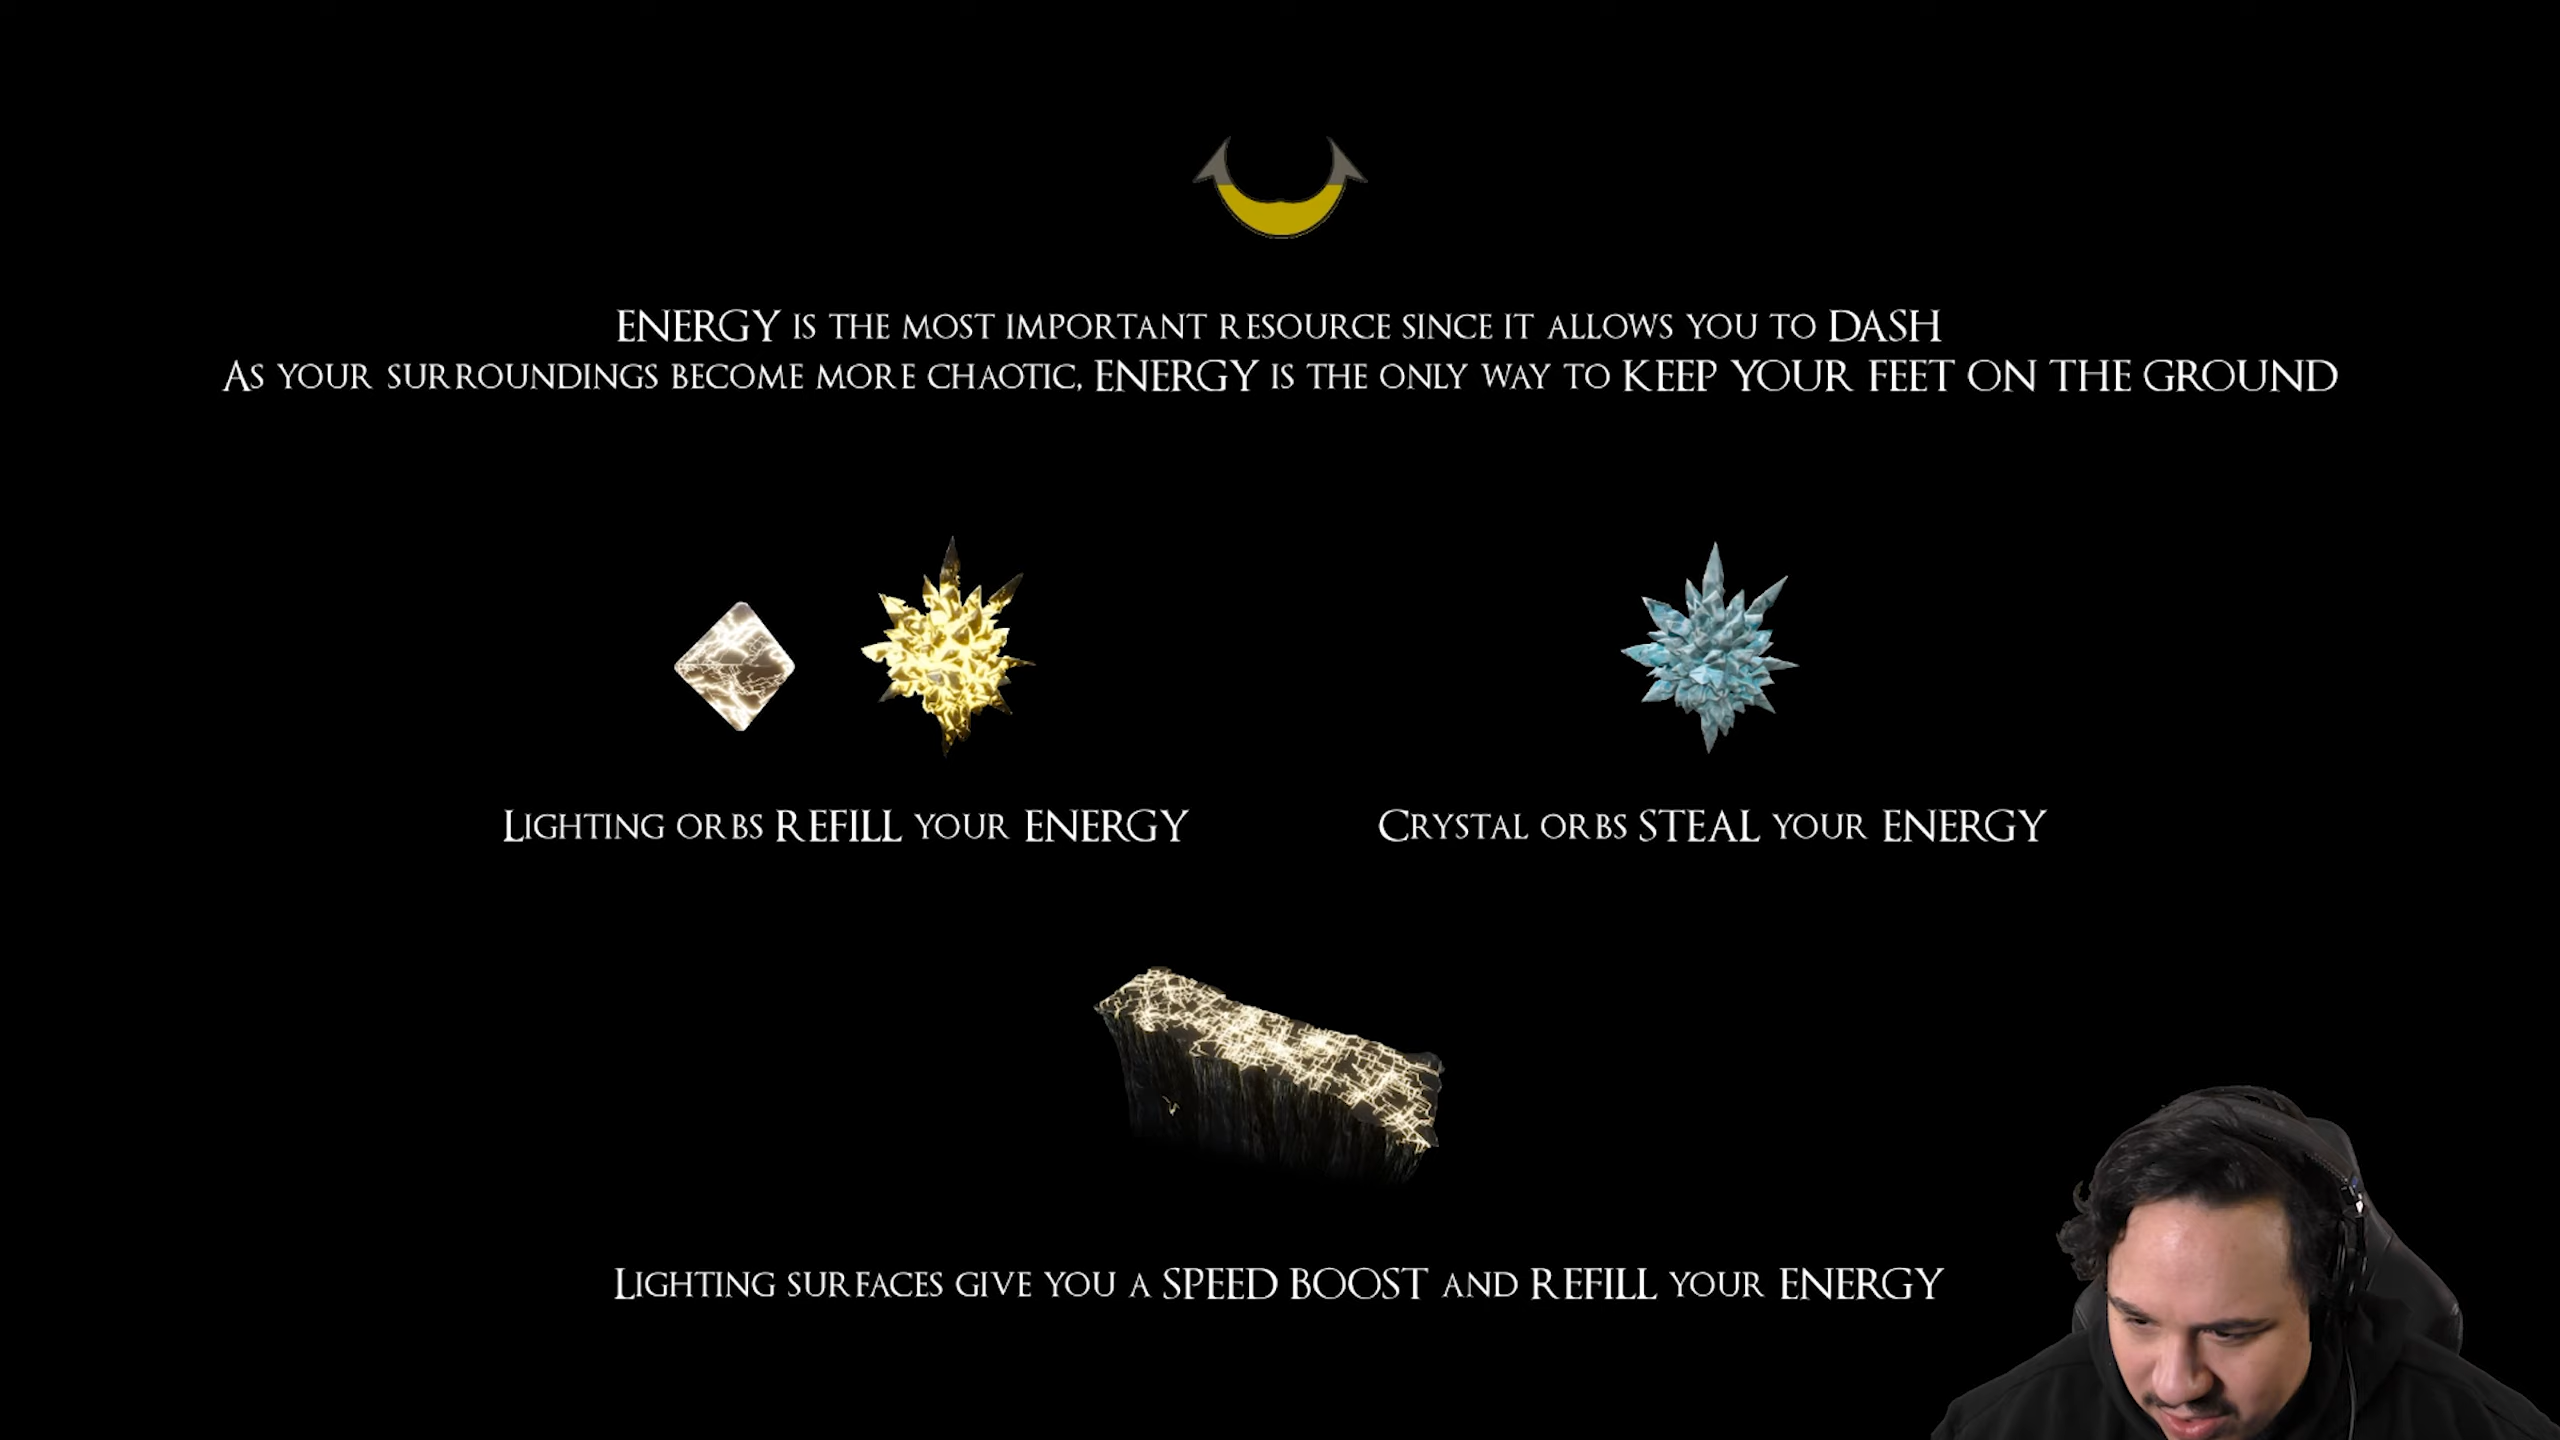 ENERGY IS THE MOST IMPORTANT RESOURCE SINCE IT ALLOWS YOU TO DASH
AS YOUR SURROUNDINGS BECOME MORE CHAOTIC, ENERGY IS THE ONLY WAY TO KEEP YOUR FEET ON THE GROUND
LIGHTING ORBS REFILL YOUR ENERGY
CRYSTAL ORBS STEAL YOUR ENERGY
LIGHTING SURFACES GIVE YOU A SPEED BOOST AND REFILL YOUR ENERGY